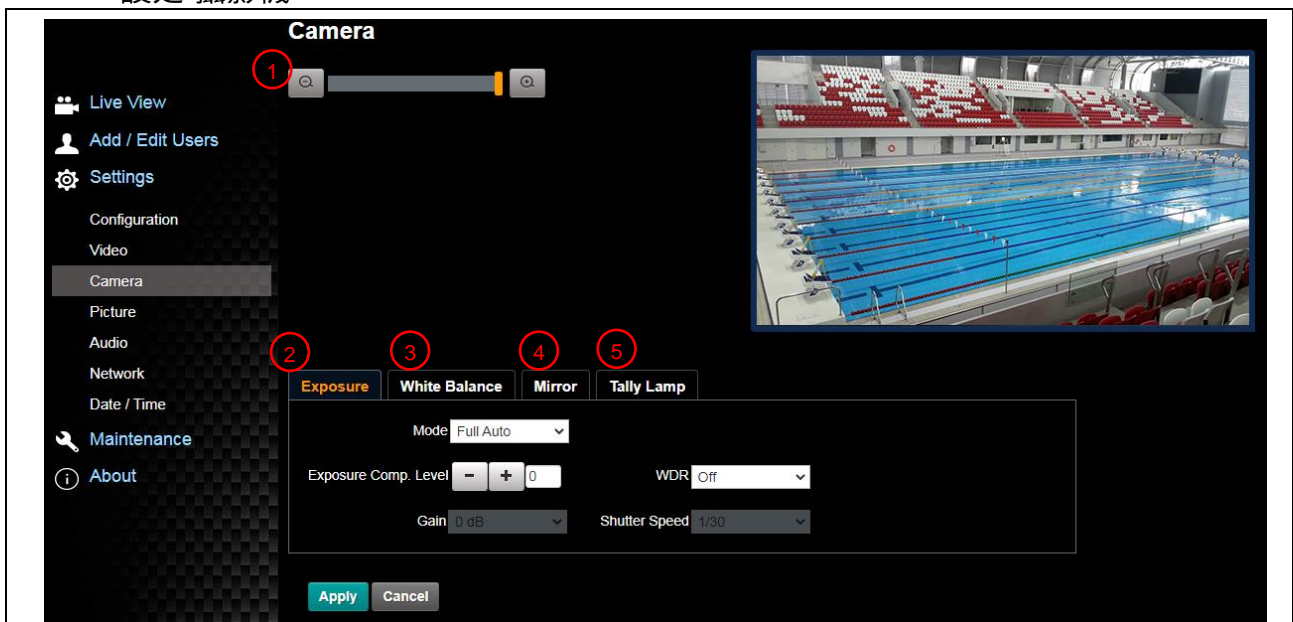 Camera
1
Live View
Add / Edit Users
Settings
Configuration
Video
Camera
Picture
Audio
Network
Date / Time
Maintenance
About
2 3 4 5
Exposure White Balance Mirror Tally Lamp
Mode Full Auto
Exposure Comp. Level - + 0 WDR Off
Gain 0 dB Shutter Speed 1/30
Apply Cancel